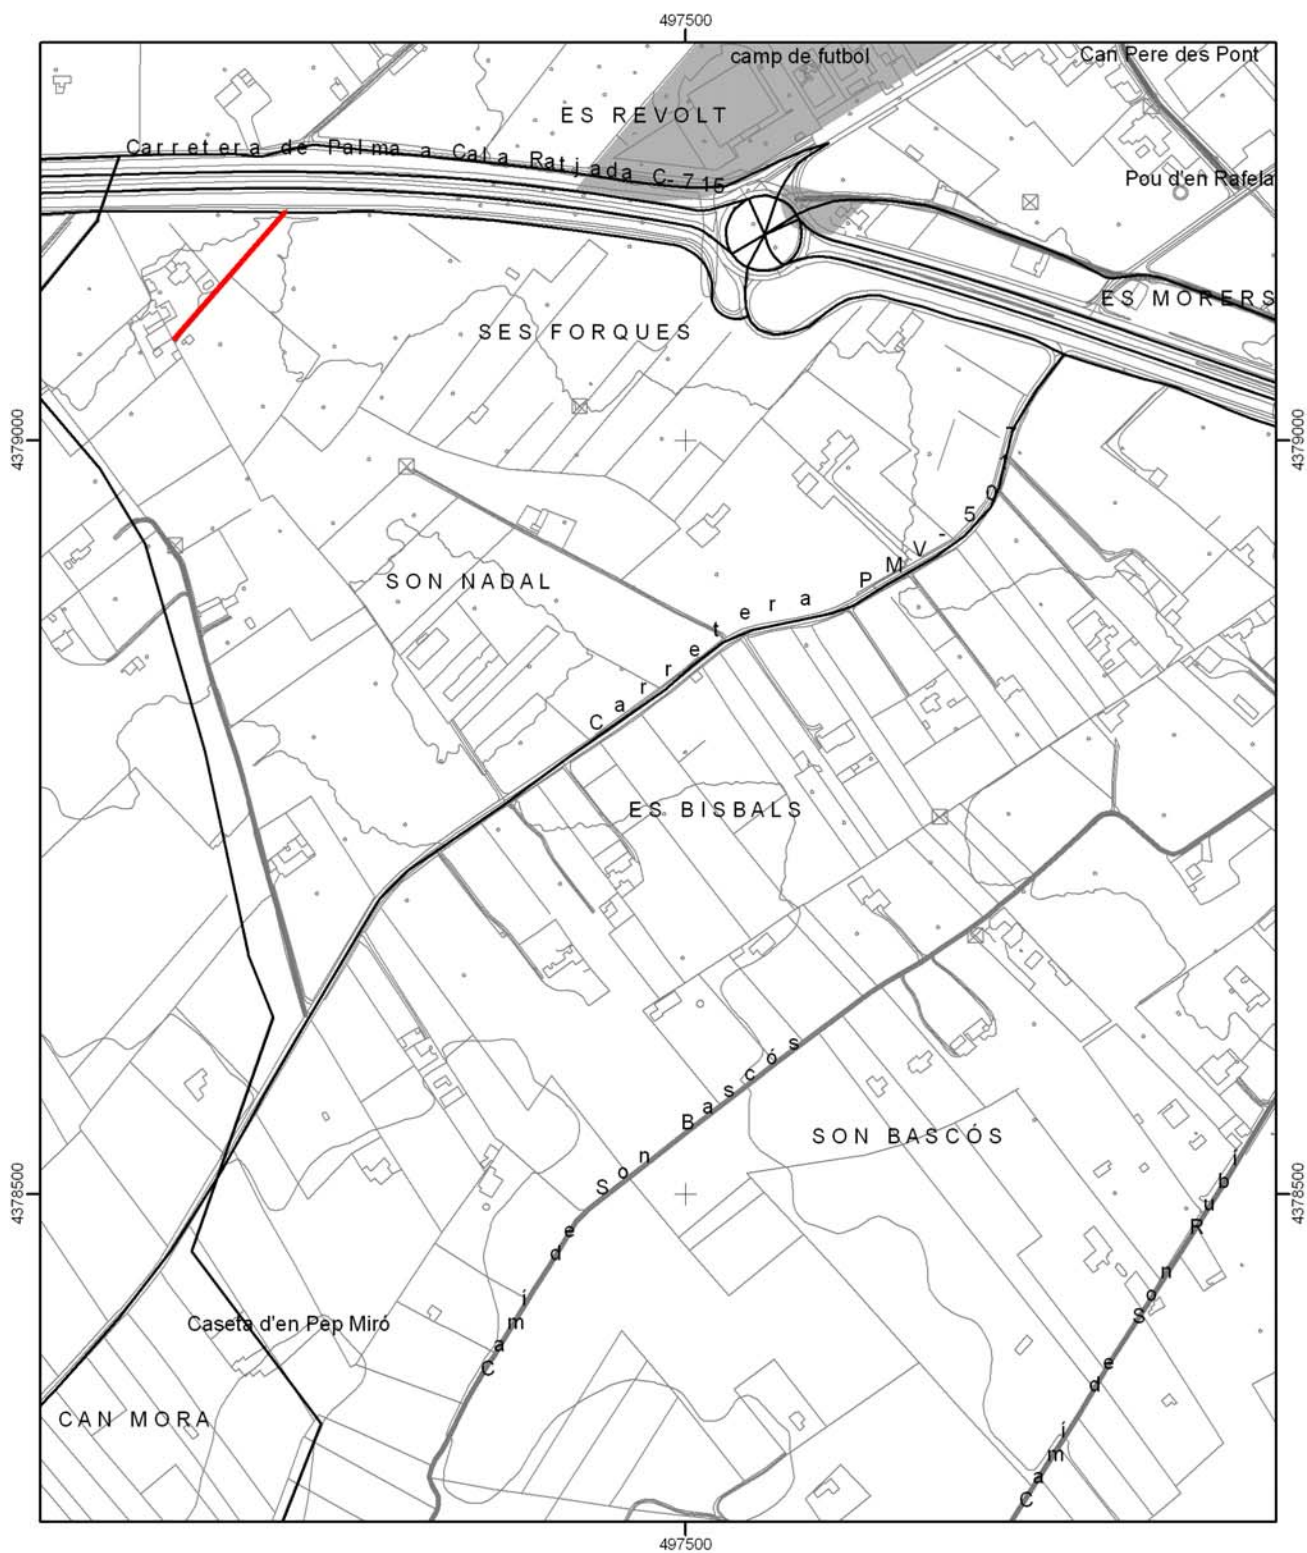 497500
camp de futbol
Can Pere des Pont
ES REVOLT
Carretera de Palma a Cala Ratjada C-715
Pou d'en Rafela
ES MORERS
SES FORQUES
4379000
4379000
SON NADAL
Carretera PMV-5011
ES BISBALS
Camí de Son Bascós
SON BASCÓS
4378500
4378500
Camí de Son Rubí
Caseta d'en Pep Miró
CAN MORA
497500